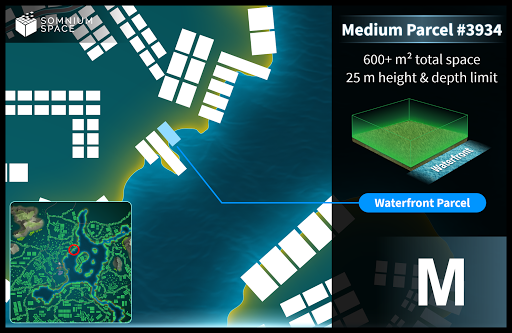 SOMNIUM
SPACE
Medium Parcel #3934
600+ m² total space
25 m height & depth limit
Waterfront
Waterfront Parcel
M